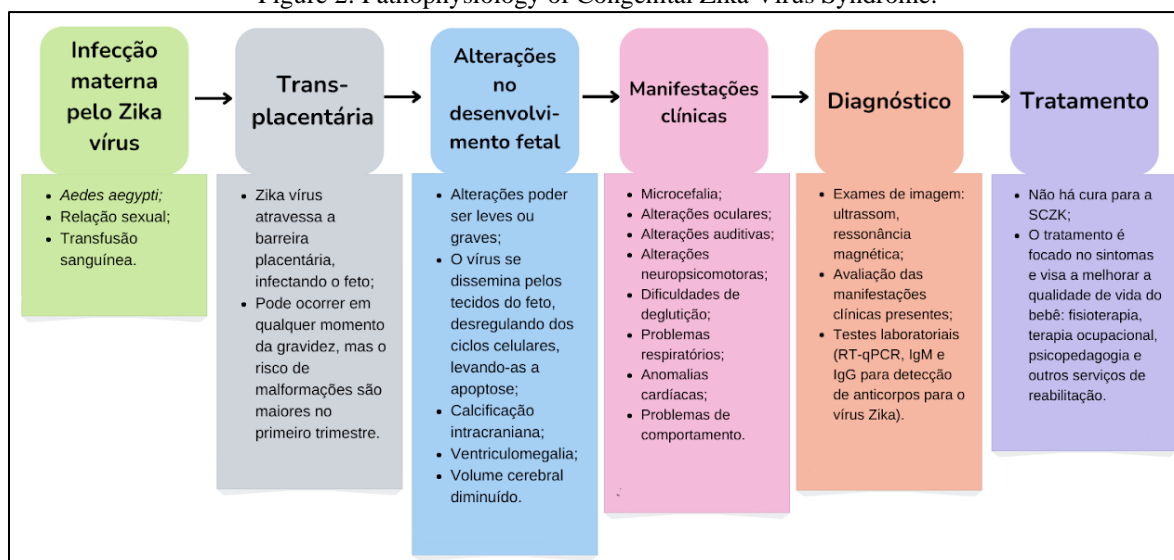 Figure 2. Pathophysiology of Congenital Zika Virus Syndrome.
Infecção
materna
pelo Zika
vírus
Trans-
placentária
Alterações
no
desenvolvi-
mento fetal
Manifestações
clínicas
Diagnóstico
Tratamento
• Aedes aegypti;
• Relação sexual;
• Transfusão
sanguínea.
• Zika vírus
atravessa a
barreira
placentária,
infectando o feto;
• Pode ocorrer em
qualquer momento
da gravidez, mas o
risco de
malformações são
maiores no
primeiro trimestre.
• Alterações poder
ser leves ou
graves;
• O vírus se
dissemina pelos
tecidos do feto,
desregulando dos
ciclos celulares,
levando-as a
apoptose;
• Calcificação
intracraniana;
• Ventriculomegalia;
• Volume cerebral
diminuído.
• Microcefalia;
• Alterações oculares;
• Alterações auditivas;
• Alterações
neuropsicomotoras;
• Dificuldades de
deglutição;
• Problemas
respiratórios;
• Anomalias
cardíacas;
• Problemas de
comportamento.
• Exames de imagem:
ultrassom,
ressonância
magnética;
• Avaliação das
manifestações
clínicas presentes;
• Testes laboratoriais
(RT-qPCR, IgM e
IgG para detecção
de anticorpos para o
vírus Zika).
• Não há cura para a
SCZK;
• O tratamento é
focado no sintomas
e visa a melhorar a
qualidade de vida do
bebê: fisioterapia,
terapia ocupacional,
psicopedagogia e
outros serviços de
reabilitação.